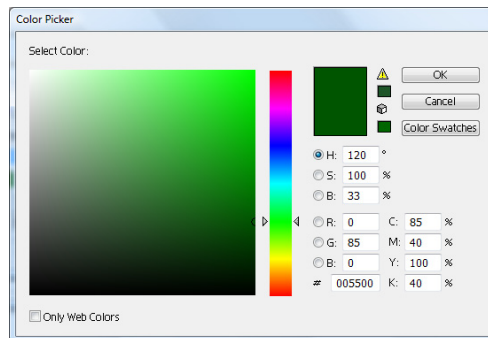 Color Picker
Select Color:
OK
Cancel
Color Swatches
H: 120 °
S: 100 %
B: 33 %
R: 0 C: 85 %
G: 85 M: 40 %
B: 0 Y: 100 %
# 005500 K: 40 %
Only Web Colors